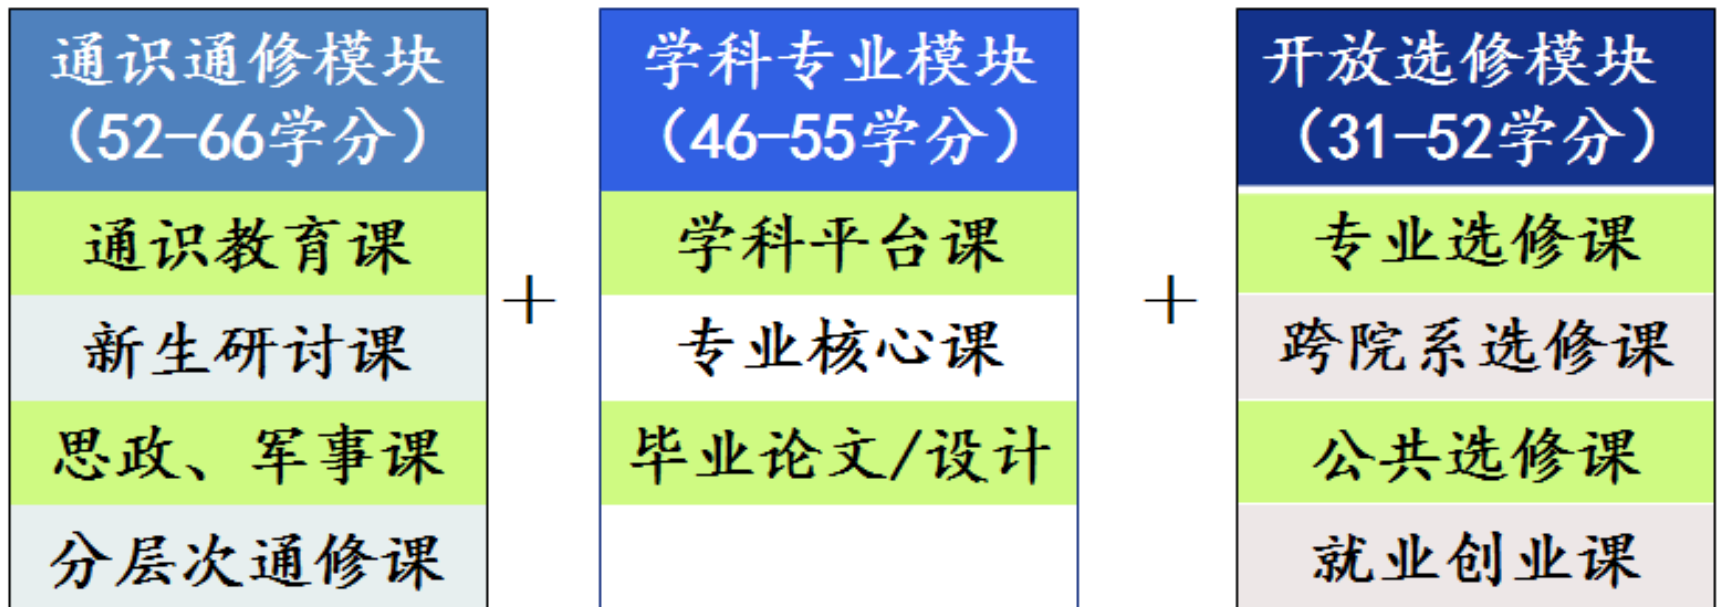 通识通修模块
（52-66学分）
通识教育课
新生研讨课
思政、军事课
分层次通修课
+
学科专业模块
（46-55学分）
学科平台课
专业核心课
毕业论文/设计
+
开放选修模块
（31-52学分）
专业选修课
跨院系选修课
公共选修课
就业创业课